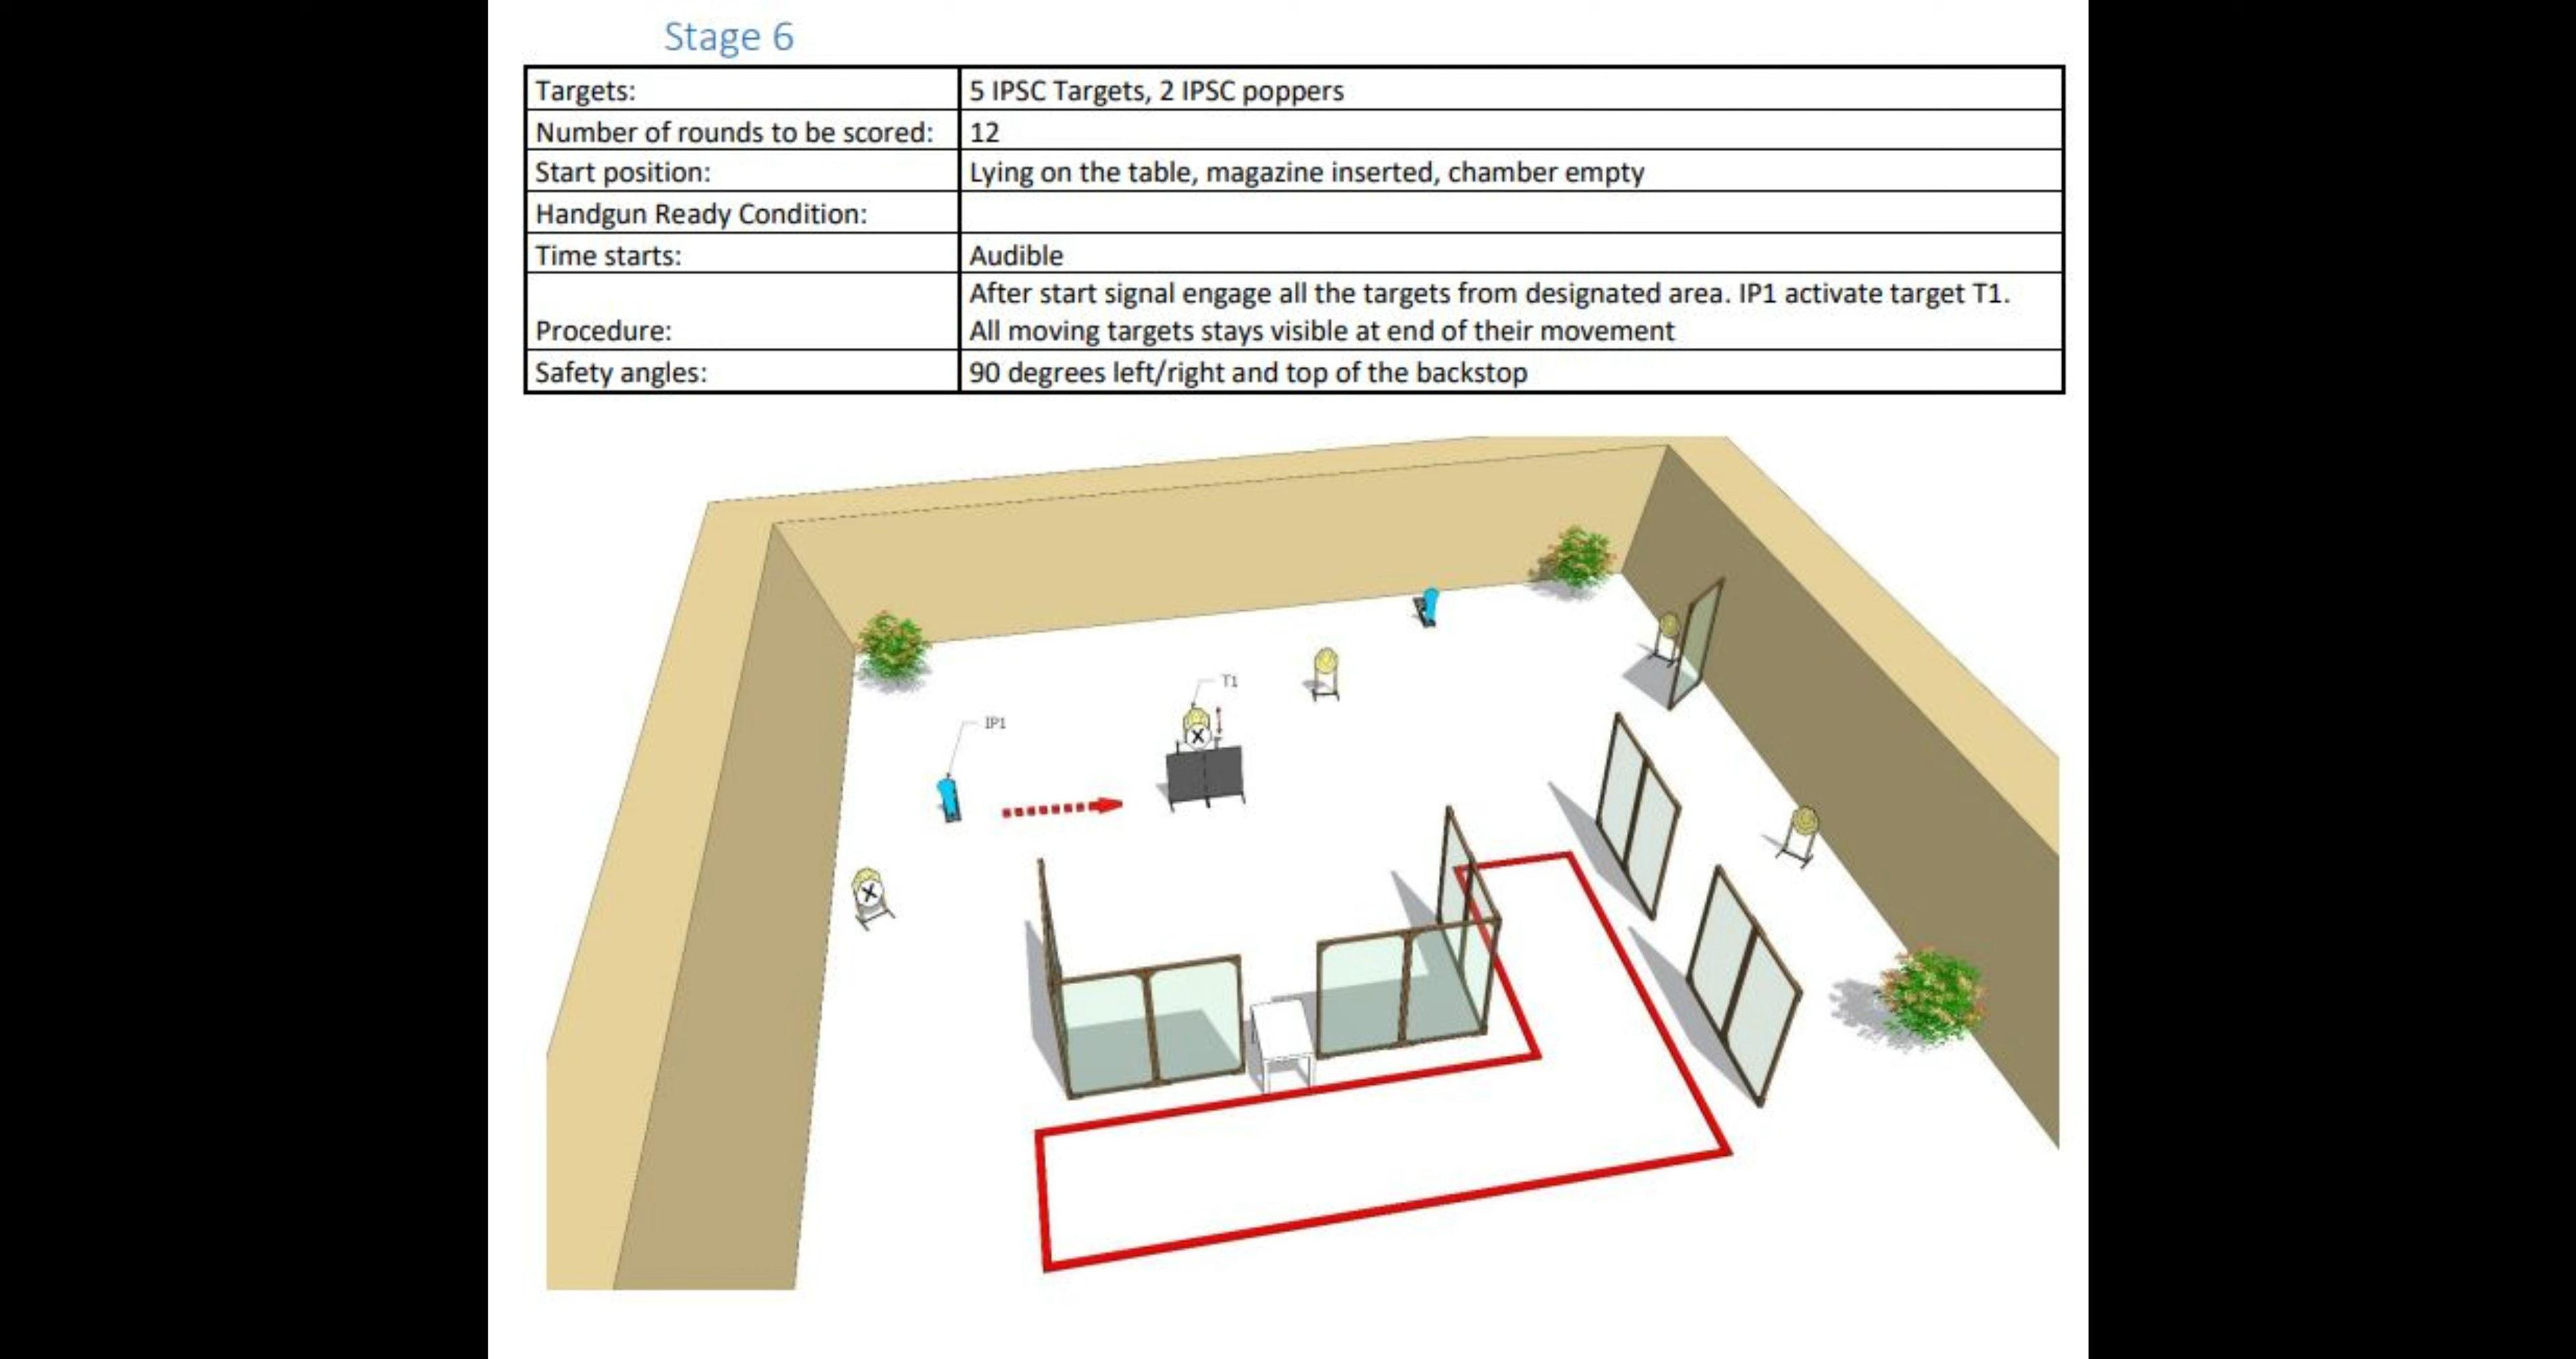 Stage 6
Targets: 5 IPSC Targets, 2 IPSC poppers
Number of rounds to be scored: 12
Start position: Lying on the table, magazine inserted, chamber empty
Handgun Ready Condition:
Time starts: Audible
After start signal engage all the targets from designated area. IP1 activate target T1.
Procedure: All moving targets stays visible at end of their movement
Safety angles: 90 degrees left/right and top of the backstop
T1
IP1
X
X